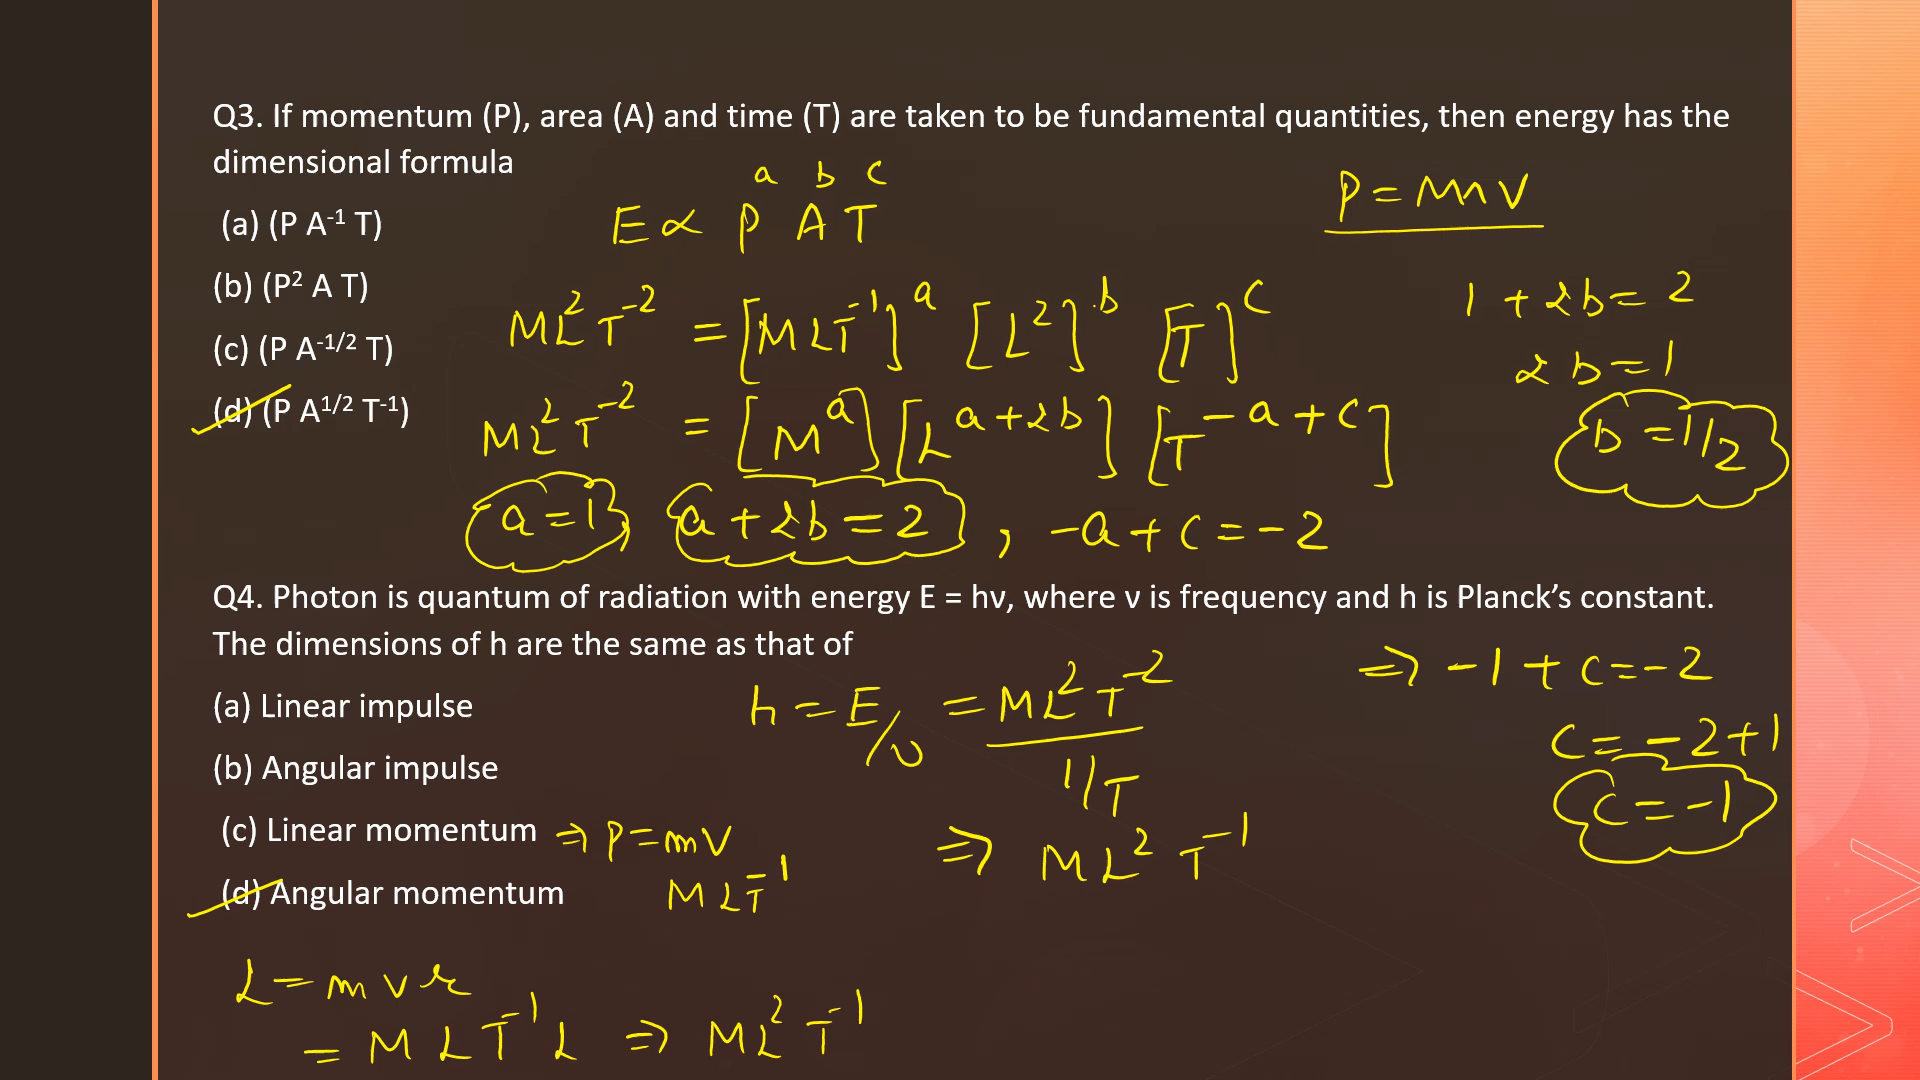 Q3. If momentum (P), area (A) and time (T) are taken to be fundamental quantities, then energy has the
dimensional formula
(a) (P A⁻¹ T)
(b) (P² A T)
(c) (P A⁻¹/² T)
(d) (P A¹/² T⁻¹)
E ∝ Pᵃ Aᵇ Tᶜ
P = mv
ML²T⁻² = [MLT⁻¹]ᵃ [L²]ᵇ [T]ᶜ
ML²T⁻² = [Mᵃ] [Lᵃ⁺²ᵇ] [T⁻ᵃ⁺ᶜ]
a = 1, a + 2b = 2, -a + c = -2
1 + 2b = 2
2b = 1
b = 1/2
Q4. Photon is quantum of radiation with energy E = hν, where ν is frequency and h is Planck’s constant.
The dimensions of h are the same as that of
(a) Linear impulse
(b) Angular impulse
(c) Linear momentum ⇒ P = mv
MLT⁻¹
(d) Angular momentum
h = E/ν = ML²T⁻²
1/T
⇒ ML²T⁻¹
⇒ -1 + c = -2
c = -2+1
c = -1
L = mvr
= MLT⁻¹L ⇒ ML²T⁻¹